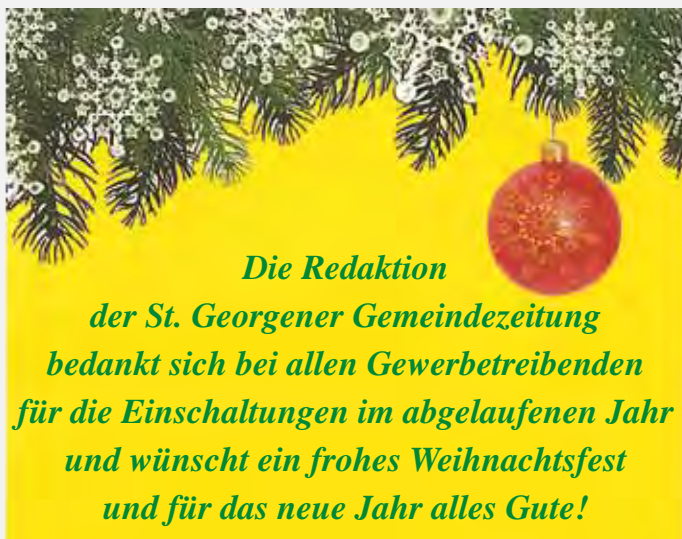 Die Redaktion
der St. Georgener Gemeindezeitung
bedankt sich bei allen Gewerbetreibenden
für die Einschaltungen im abgelaufenen Jahr
und wünscht ein frohes Weihnachtsfest
und für das neue Jahr alles Gute!